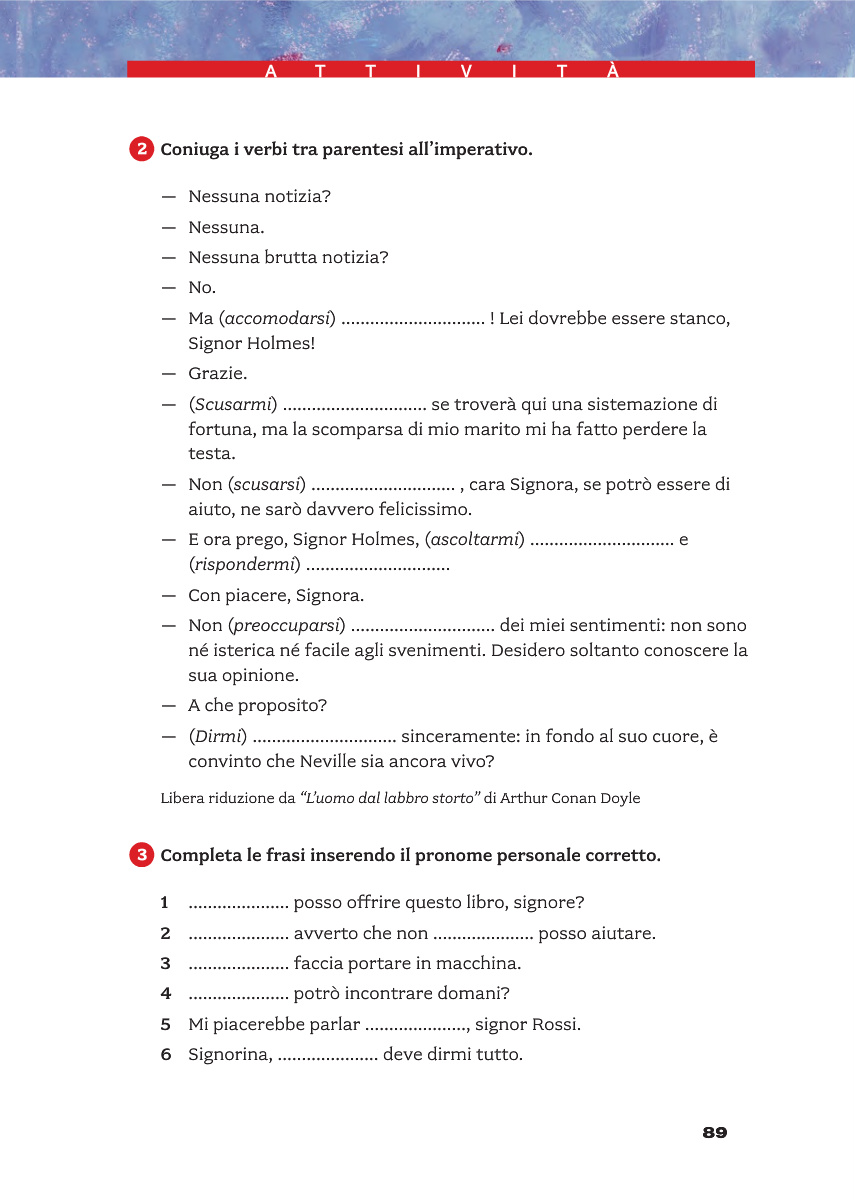 ATTIVITÀ
2 Coniuga i verbi tra parentesi all’imperativo.
— Nessuna notizia?
— Nessuna.
— Nessuna brutta notizia?
— No.
— Ma (accomodarsi) .............................. ! Lei dovrebbe essere stanco,
Signor Holmes!
— Grazie.
— (Scusarmi) .............................. se troverà qui una sistemazione di
fortuna, ma la scomparsa di mio marito mi ha fatto perdere la
testa.
— Non (scusarsi) .............................. , cara Signora, se potrò essere di
aiuto, ne sarò davvero felicissimo.
— E ora prego, Signor Holmes, (ascoltarmi) .............................. e
(rispondermi) ..............................
— Con piacere, Signora.
— Non (preoccuparsi) .............................. dei miei sentimenti: non sono
né isterica né facile agli svenimenti. Desidero soltanto conoscere la
sua opinione.
— A che proposito?
— (Dirmi) .............................. sinceramente: in fondo al suo cuore, è
convinto che Neville sia ancora vivo?
Libera riduzione da “L’uomo dal labbro storto” di Arthur Conan Doyle
3 Completa le frasi inserendo il pronome personale corretto.
1 ..................... posso offrire questo libro, signore?
2 ..................... avverto che non ..................... posso aiutare.
3 ..................... faccia portare in macchina.
4 ..................... potrò incontrare domani?
5 Mi piacerebbe parlar ....................., signor Rossi.
6 Signorina, ..................... deve dirmi tutto.
89